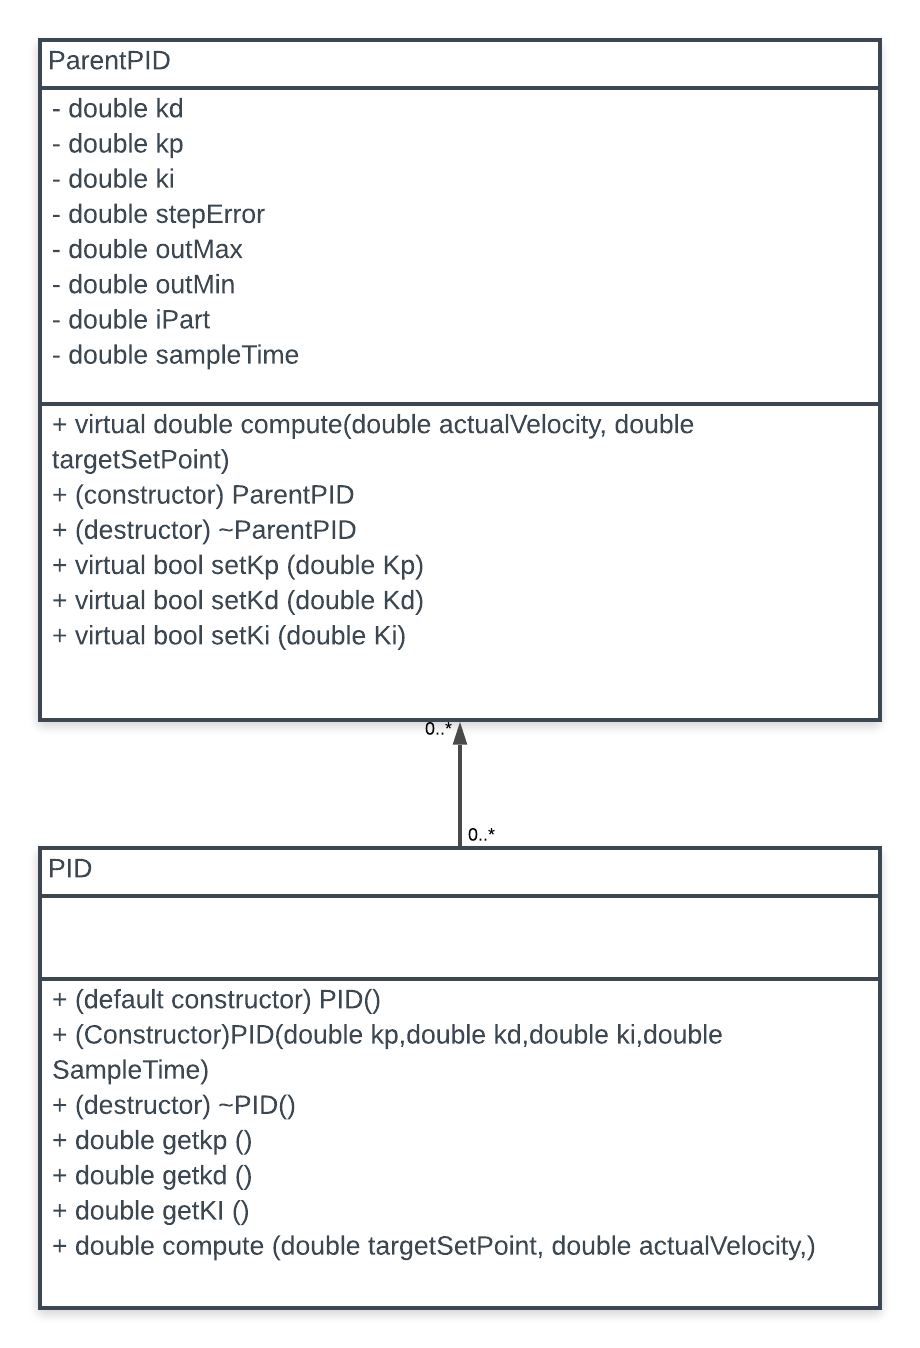 ParentPID
- double kd
- double kp
- double ki
- double stepError
- double outMax
- double outMin
- double iPart
- double sampleTime
+ virtual double compute(double actualVelocity, double
targetSetPoint)
+ (constructor) ParentPID
+ (destructor) ~ParentPID
+ virtual bool setKp (double Kp)
+ virtual bool setKd (double Kd)
+ virtual bool setKi (double Ki)
0..*
0..*
PID
+ (default constructor) PID()
+ (Constructor)PID(double kp,double kd,double ki,double
SampleTime)
+ (destructor) ~PID()
+ double getkp ()
+ double getkd ()
+ double getKI ()
+ double compute (double targetSetPoint, double actualVelocity,)